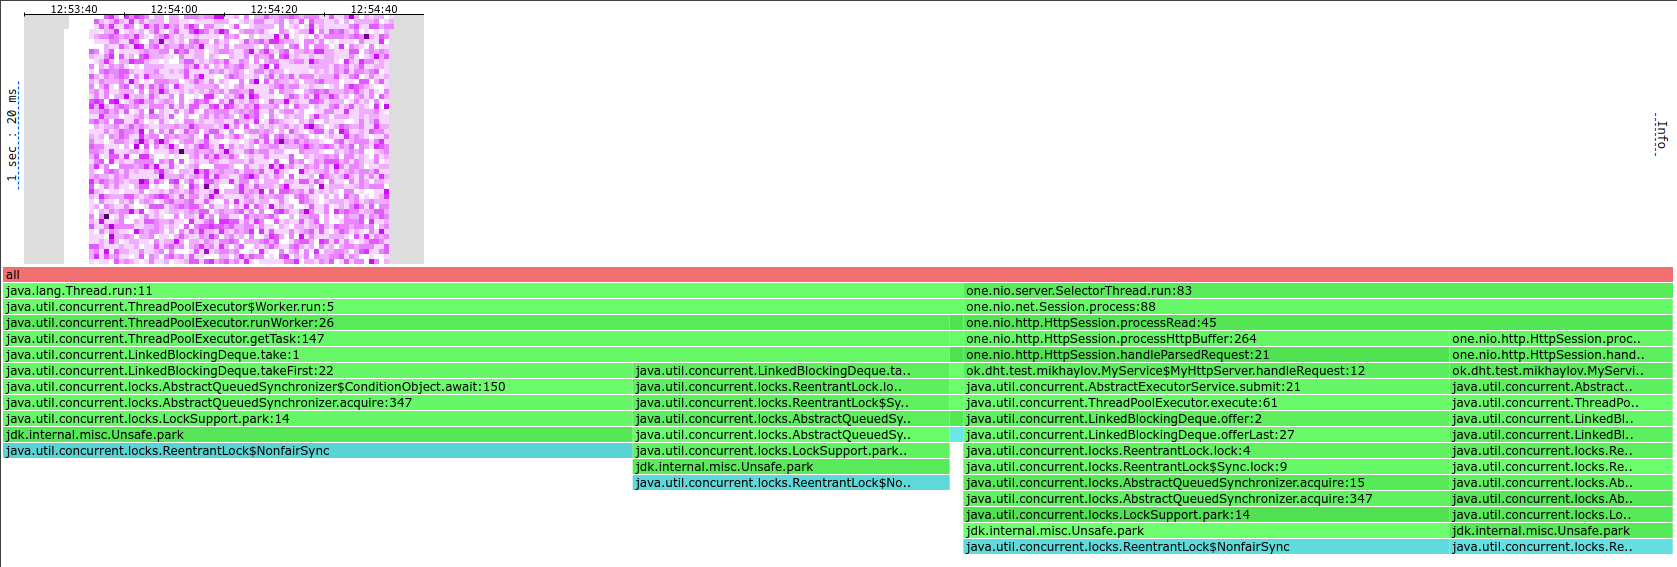 12:53:40 12:54:00 12:54:20 12:54:40
1 sec : 20 ms
Info
all
java.lang.Thread.run:11 one.nio.server.SelectorThread.run:83
java.util.concurrent.ThreadPoolExecutor$Worker.run:5 one.nio.net.Session.process:88
java.util.concurrent.ThreadPoolExecutor.runWorker:26 one.nio.http.HttpSession.processRead:45
java.util.concurrent.ThreadPoolExecutor.getTask:147 one.nio.http.HttpSession.processHttpBuffer:264 one.nio.http.HttpSession.proc..
java.util.concurrent.LinkedBlockingDeque.take:1 one.nio.http.HttpSession.handleParsedRequest:21 one.nio.http.HttpSession.hand..
java.util.concurrent.LinkedBlockingDeque.takeFirst:22 java.util.concurrent.LinkedBlockingDeque.ta.. ok.dht.test.mikhaylov.MyService$MyHttpServer.handleRequest:12 ok.dht.test.mikhaylov.MyServi..
java.util.concurrent.locks.AbstractQueuedSynchronizer$ConditionObject.await:150 java.util.concurrent.locks.ReentrantLock.lo.. java.util.concurrent.AbstractExecutorService.submit:21 java.util.concurrent.Abstract..
java.util.concurrent.locks.AbstractQueuedSynchronizer.acquire:347 java.util.concurrent.locks.ReentrantLock$Sy.. java.util.concurrent.ThreadPoolExecutor.execute:61 java.util.concurrent.ThreadPo..
java.util.concurrent.locks.LockSupport.park:14 java.util.concurrent.locks.AbstractQueuedSy.. java.util.concurrent.LinkedBlockingDeque.offer:2 java.util.concurrent.LinkedBl..
jdk.internal.misc.Unsafe.park java.util.concurrent.locks.AbstractQueuedSy.. java.util.concurrent.LinkedBlockingDeque.offerLast:27 java.util.concurrent.LinkedBl..
java.util.concurrent.locks.ReentrantLock$NonfairSync java.util.concurrent.locks.LockSupport.park.. java.util.concurrent.locks.ReentrantLock.lock:4 java.util.concurrent.locks.Re..
jdk.internal.misc.Unsafe.park java.util.concurrent.locks.ReentrantLock$Sync.lock:9 java.util.concurrent.locks.Re..
java.util.concurrent.locks.ReentrantLock$No.. java.util.concurrent.locks.AbstractQueuedSynchronizer.acquire:15 java.util.concurrent.locks.Ab..
java.util.concurrent.locks.AbstractQueuedSynchronizer.acquire:347 java.util.concurrent.locks.Ab..
java.util.concurrent.locks.LockSupport.park:14 java.util.concurrent.locks.Lo..
jdk.internal.misc.Unsafe.park jdk.internal.misc.Unsafe.park
java.util.concurrent.locks.ReentrantLock$NonfairSync java.util.concurrent.locks.Re..